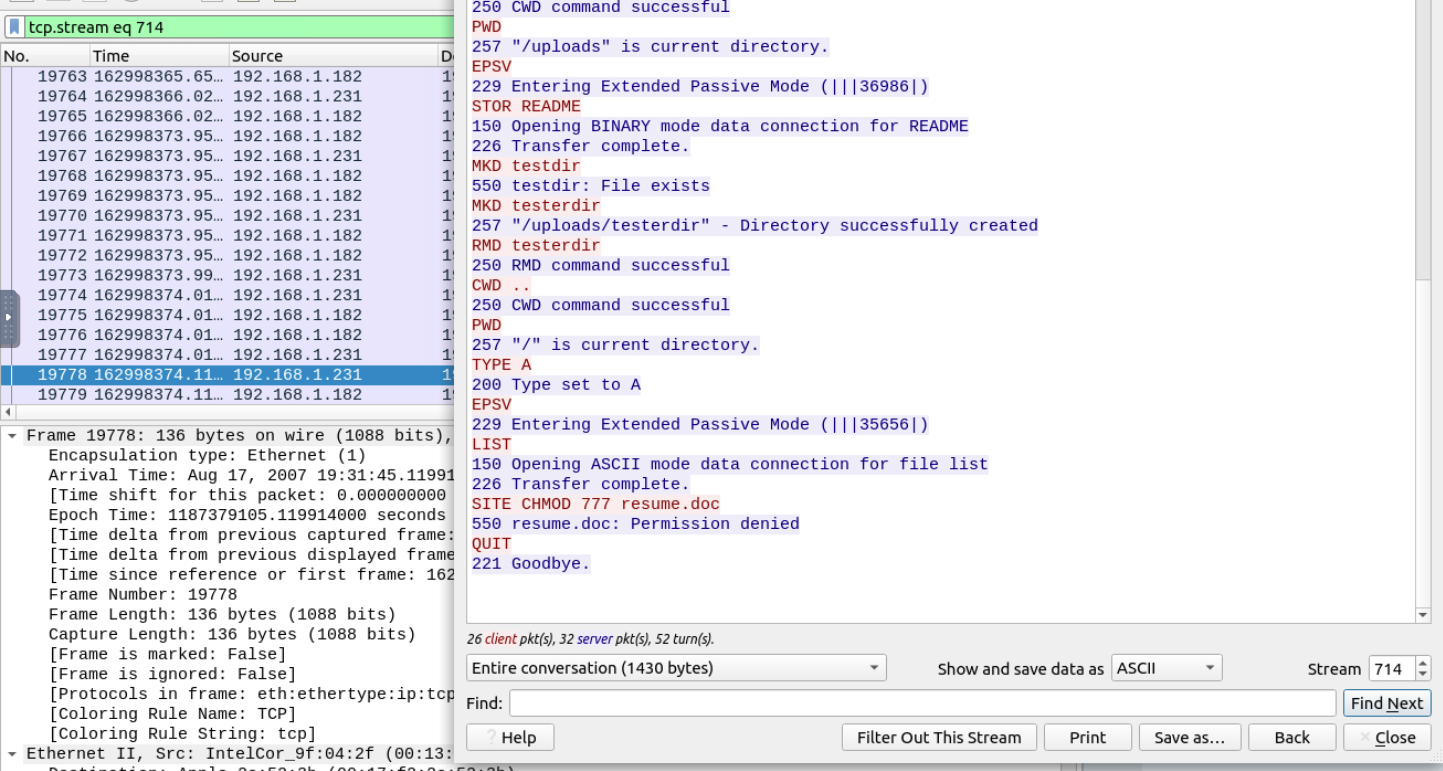 tcp.stream eq 714
No. Time Source
19763 162998365.65… 192.168.1.182
19764 162998366.02… 192.168.1.231
19765 162998366.02… 192.168.1.182
19766 162998373.95… 192.168.1.182
19767 162998373.95… 192.168.1.231
19768 162998373.95… 192.168.1.182
19769 162998373.95… 192.168.1.182
19770 162998373.95… 192.168.1.231
19771 162998373.95… 192.168.1.182
19772 162998373.95… 192.168.1.182
19773 162998373.99… 192.168.1.231
19774 162998374.01… 192.168.1.231
19775 162998374.01… 192.168.1.182
19776 162998374.01… 192.168.1.182
19777 162998374.01… 192.168.1.231
19778 162998374.11… 192.168.1.231
19779 162998374.11… 192.168.1.182
Frame 19778: 136 bytes on wire (1088 bits),
Encapsulation type: Ethernet (1)
Arrival Time: Aug 17, 2007 19:31:45.11991
[Time shift for this packet: 0.000000000
Epoch Time: 1187379105.119914000 seconds
[Time delta from previous captured frame:
[Time delta from previous displayed frame
[Time since reference or first frame: 162
Frame Number: 19778
Frame Length: 136 bytes (1088 bits)
Capture Length: 136 bytes (1088 bits)
[Frame is marked: False]
[Frame is ignored: False]
[Protocols in frame: eth:ethertype:ip:tcp
[Coloring Rule Name: TCP]
[Coloring Rule String: tcp]
Ethernet II, Src: IntelCor_9f:04:2f (00:13:
250 CWD command successful
PWD
257 "/uploads" is current directory.
EPSV
229 Entering Extended Passive Mode (|||36986|)
STOR README
150 Opening BINARY mode data connection for README
226 Transfer complete.
MKD testdir
550 testdir: File exists
MKD testerdir
257 "/uploads/testerdir" - Directory successfully created
RMD testerdir
250 RMD command successful
CWD ..
250 CWD command successful
PWD
257 "/" is current directory.
TYPE A
200 Type set to A
EPSV
229 Entering Extended Passive Mode (|||35656|)
LIST
150 Opening ASCII mode data connection for file list
226 Transfer complete.
SITE CHMOD 777 resume.doc
550 resume.doc: Permission denied
QUIT
221 Goodbye.
26 client pkt(s), 32 server pkt(s), 52 turn(s).
Entire conversation (1430 bytes) Show and save data as ASCII Stream 714
Find: Find Next
Help Filter Out This Stream Print Save as… Back Close